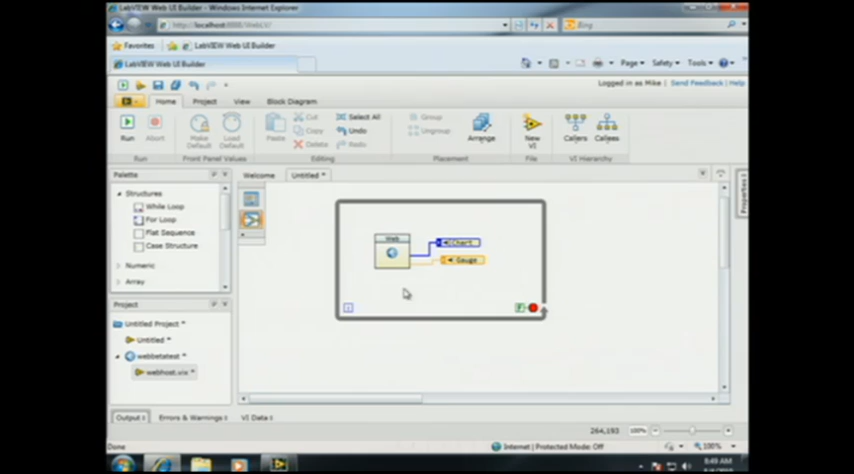 LabVIEW Web UI Builder - Windows Internet Explorer
Bing
Favorites
LabVIEW Web UI Builder
LabVIEW Web UI Builder
Page
Safety
Tools
Logged in as Mike | Send Feedback | Help
Home
Project
View
Block Diagram
Run
Abort
Make Default
Load Default
Paste
Cut
Copy
Delete
Select All
Undo
Redo
Group
Ungroup
Arrange
New VI
Callers
Callees
Run
Front Panel Values
Editing
Placement
File
VI Hierarchy
Palette
Welcome
Untitled *
Structures
While Loop
For Loop
Flat Sequence
Case Structure
Numeric
Array
Properties
Web
Chart
Gauge
i
Project
Untitled Project *
Untitled *
webbetatest *
webhost.vix *
Output
Errors & Warnings
VI Data
264,193
100%
Done
Internet | Protected Mode: Off
100%
8:49 AM